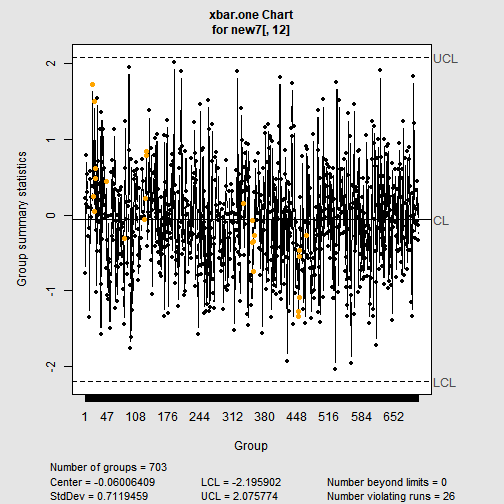 xbar.one Chart
for new7[, 12]
Group summary statistics
2
1
0
-1
-2
UCL
CL
LCL
1 47 108 176 244 312 380 448 516 584 652
Group
Number of groups = 703
Center = -0.06006409 LCL = -2.195902 Number beyond limits = 0
StdDev = 0.7119459 UCL = 2.075774 Number violating runs = 26